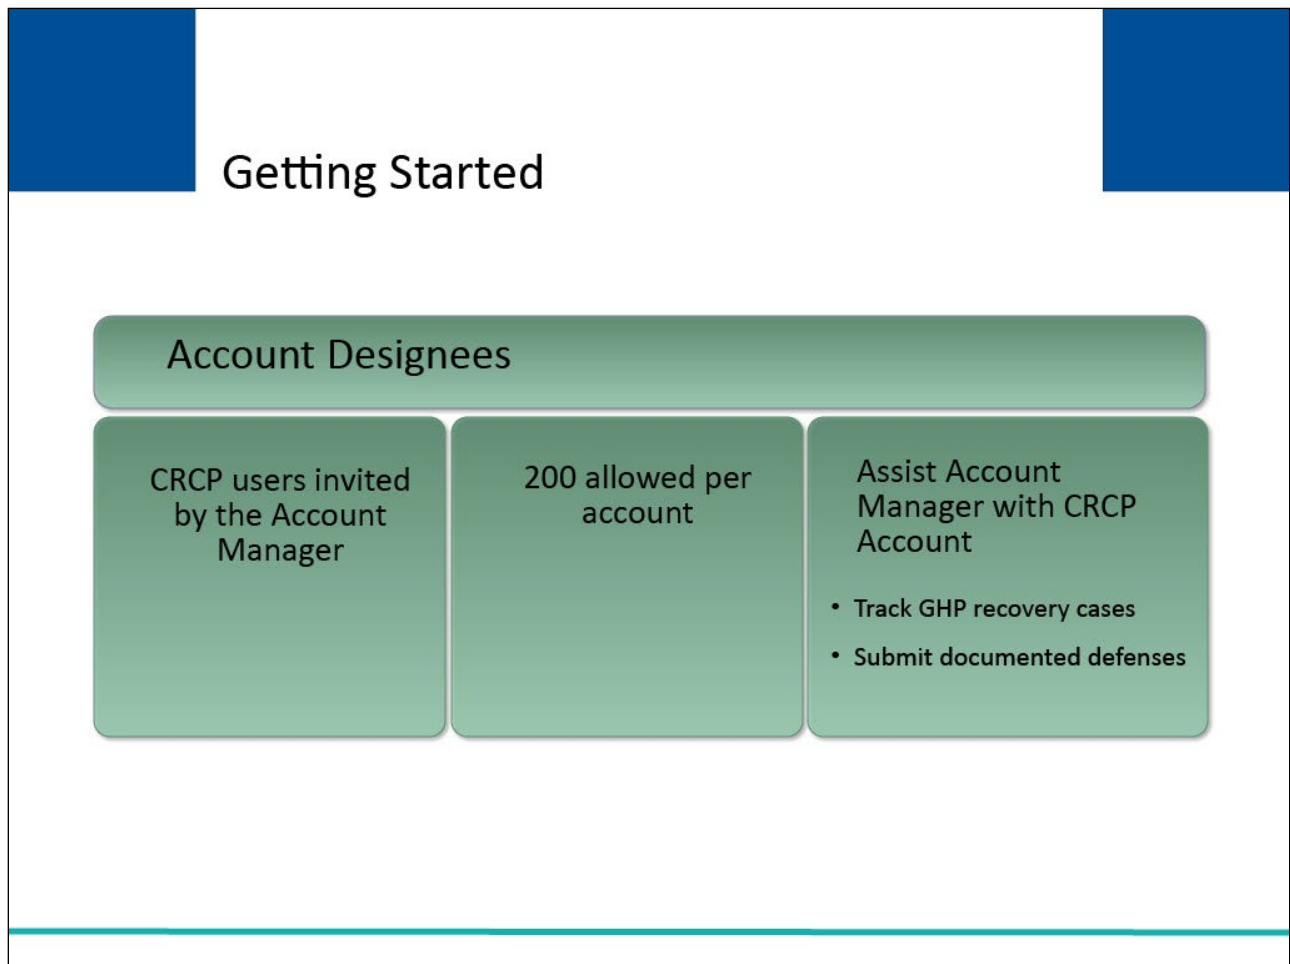 Getting Started
Account Designees
CRCP users invited
by the Account
Manager
200 allowed per
account
Assist Account
Manager with CRCP
Account
• Track GHP recovery cases
• Submit documented defenses